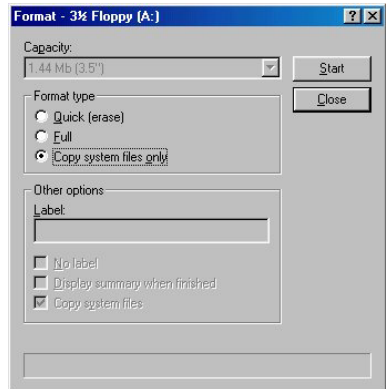 Format - 3½ Floppy (A:)
Capacity:
1.44 Mb (3.5")
Start
Format type
Close
Quick (erase)
Full
Copy system files only
Other options
Label:
No label
Display summary when finished
Copy system files